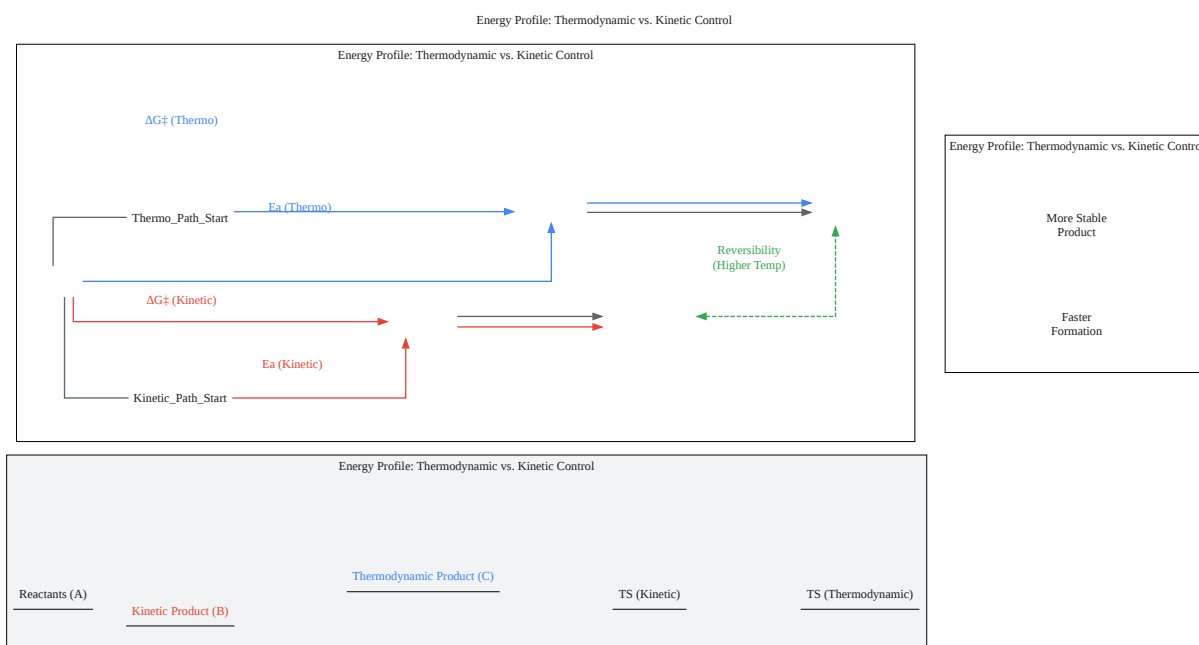 Energy Profile: Thermodynamic vs. Kinetic Control
Energy Profile: Thermodynamic vs. Kinetic Control
ΔG‡ (Thermo)
Ea (Thermo)
Thermo_Path_Start
Reversibility
(Higher Temp)
ΔG‡ (Kinetic)
Ea (Kinetic)
Kinetic_Path_Start
Energy Profile: Thermodynamic vs. Kinetic Contro
More Stable
Product
Faster
Formation
Energy Profile: Thermodynamic vs. Kinetic Control
Thermodynamic Product (C)
Reactants (A)
Kinetic Product (B)
TS (Kinetic)
TS (Thermodynamic)